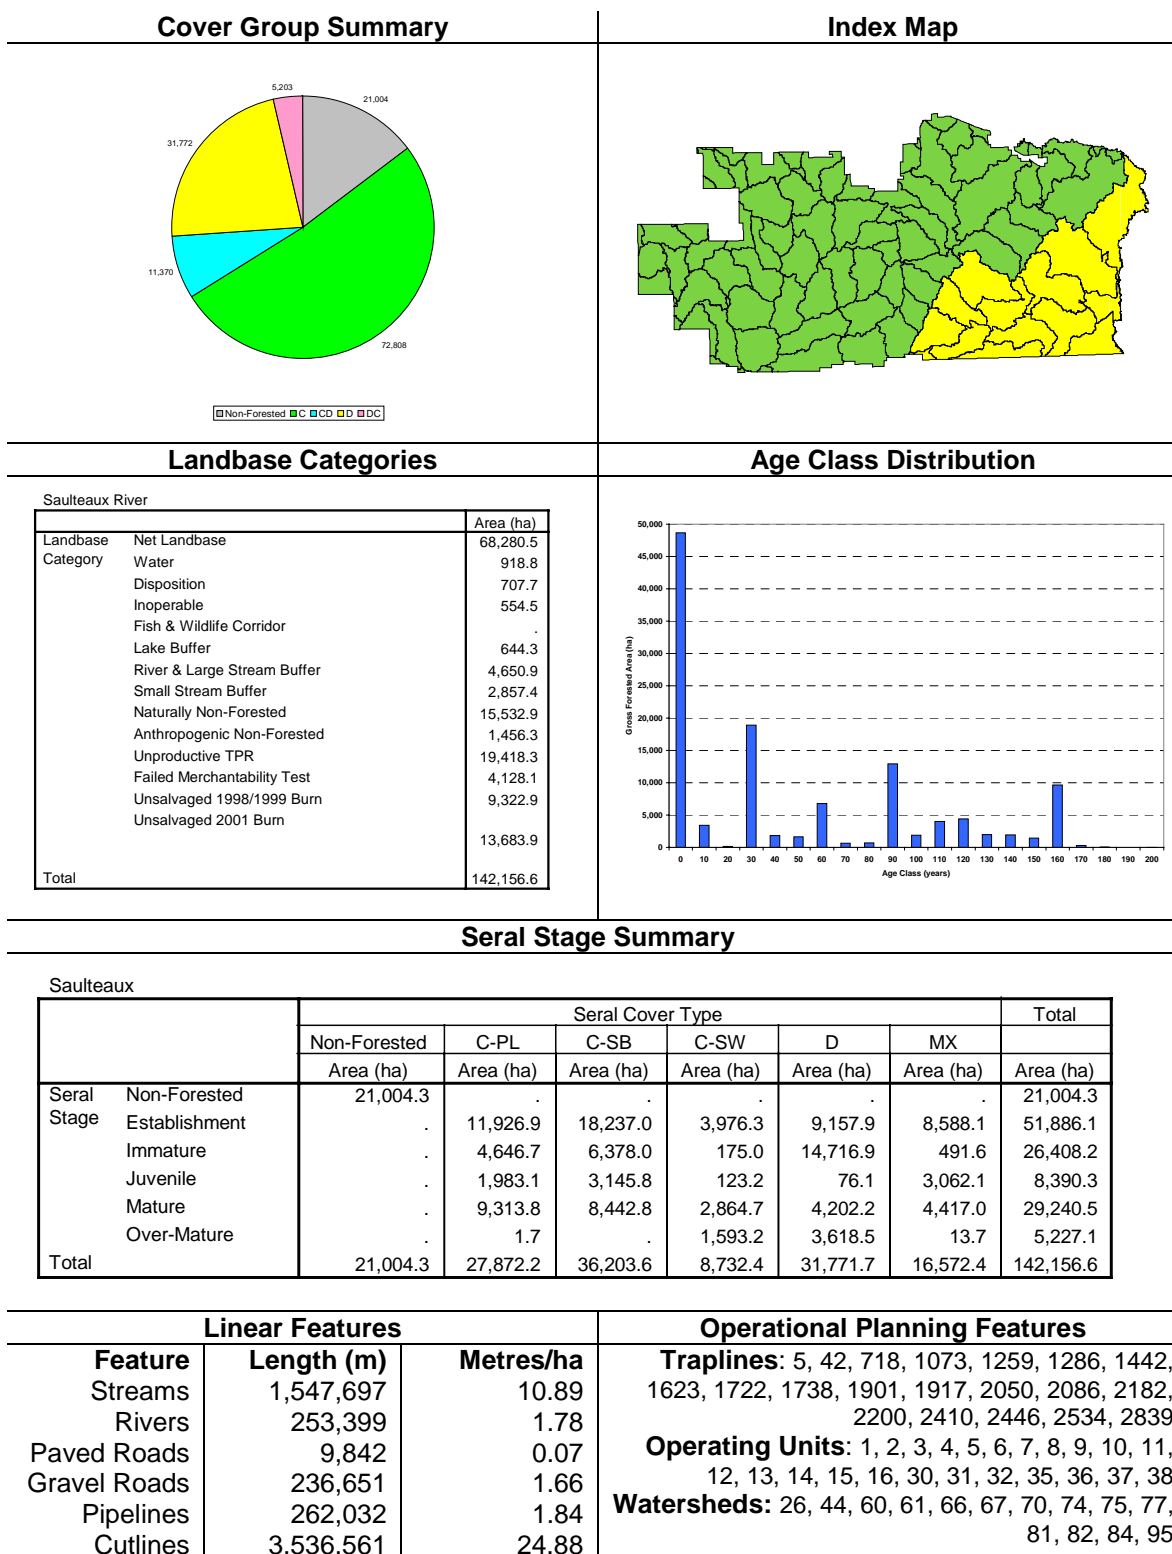 Cover Group Summary
5,203
21,004
31,772
11,370
72,808
Non-Forested C CD D DC
Index Map
Landbase Categories
Saulteaux River
Area (ha)
Landbase Category Net Landbase 68,280.5
Water 918.8
Disposition 707.7
Inoperable 554.5
Fish & Wildlife Corridor .
Lake Buffer 644.3
River & Large Stream Buffer 4,650.9
Small Stream Buffer 2,857.4
Naturally Non-Forested 15,532.9
Anthropogenic Non-Forested 1,456.3
Unproductive TPR 19,418.3
Failed Merchantability Test 4,128.1
Unsalvaged 1998/1999 Burn 9,322.9
Unsalvaged 2001 Burn
13,683.9
Total 142,156.6
Age Class Distribution
50,000
45,000
40,000
35,000
30,000
25,000
20,000
15,000
10,000
5,000
0
Gross Forested Area (ha)
0 10 20 30 40 50 60 70 80 90 100 110 120 130 140 150 160 170 180 190 200
Age Class (years)
Seral Stage Summary
Saulteaux
Seral Cover Type Total
Non-Forested C-PL C-SB C-SW D MX
Area (ha) Area (ha) Area (ha) Area (ha) Area (ha) Area (ha) Area (ha)
Seral Stage Non-Forested 21,004.3 . . . . . 21,004.3
Establishment . 11,926.9 18,237.0 3,976.3 9,157.9 8,588.1 51,886.1
Immature . 4,646.7 6,378.0 175.0 14,716.9 491.6 26,408.2
Juvenile . 1,983.1 3,145.8 123.2 76.1 3,062.1 8,390.3
Mature . 9,313.8 8,442.8 2,864.7 4,202.2 4,417.0 29,240.5
Over-Mature . 1.7 . 1,593.2 3,618.5 13.7 5,227.1
Total 21,004.3 27,872.2 36,203.6 8,732.4 31,771.7 16,572.4 142,156.6
Linear Features
Feature Length (m) Metres/ha
Streams 1,547,697 10.89
Rivers 253,399 1.78
Paved Roads 9,842 0.07
Gravel Roads 236,651 1.66
Pipelines 262,032 1.84
Cutlines 3,536,561 24.88
Operational Planning Features
Traplines: 5, 42, 718, 1073, 1259, 1286, 1442,
1623, 1722, 1738, 1901, 1917, 2050, 2086, 2182,
2200, 2410, 2446, 2534, 2839
Operating Units: 1, 2, 3, 4, 5, 6, 7, 8, 9, 10, 11,
12, 13, 14, 15, 16, 30, 31, 32, 35, 36, 37, 38
Watersheds: 26, 44, 60, 61, 66, 67, 70, 74, 75, 77,
81, 82, 84, 95